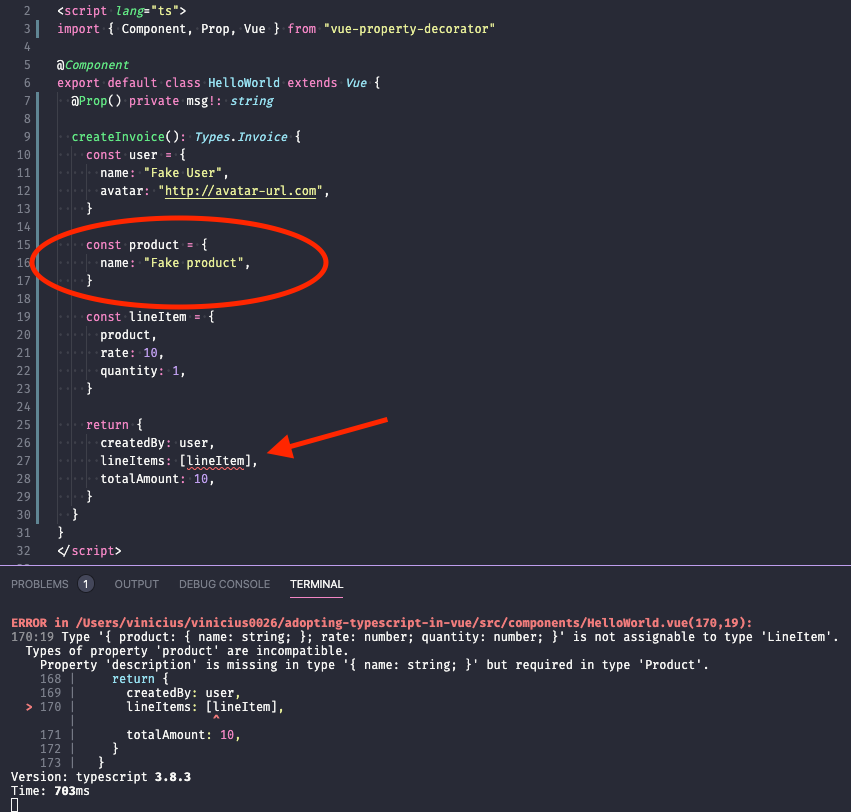 2 <script lang="ts">
3 import { Component, Prop, Vue } from "vue-property-decorator"
4
5 @Component
6 export default class HelloWorld extends Vue {
7 @Prop() private msg!: string
8
9 createInvoice(): Types.Invoice {
10 const user = {
11 name: "Fake User",
12 avatar: "http://avatar-url.com",
13 }
14
15 const product = {
16 name: "Fake product",
17 }
18
19 const lineItem = {
20 product,
21 rate: 10,
22 quantity: 1,
23 }
24
25 return {
26 createdBy: user,
27 lineItems: [lineItem],
28 totalAmount: 10,
29 }
30 }
31 }
32 </script>
PROBLEMS 1 OUTPUT DEBUG CONSOLE TERMINAL
ERROR in /Users/vinicius/vinicius0026/adopting-typescript-in-vue/src/components/HelloWorld.vue(170,19):
170:19 Type '{ product: { name: string; }; rate: number; quantity: number; }' is not assignable to type 'LineItem'.
Types of property 'product' are incompatible.
Property 'description' is missing in type '{ name: string; }' but required in type 'Product'.
168 | return {
169 | createdBy: user,
> 170 | lineItems: [lineItem],
| ^
171 | totalAmount: 10,
172 | }
173 | }
Version: typescript 3.8.3
Time: 703ms